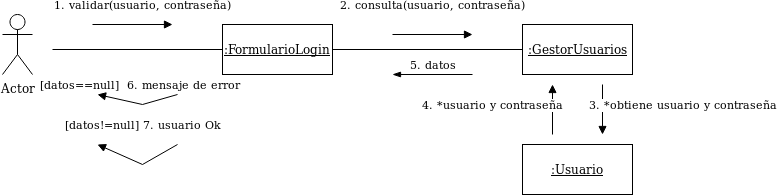 1. validar(usuario, contraseña)
2. consulta(usuario, contraseña)
:FormularioLogin
:GestorUsuarios
5. datos
Actor
[datos==null] 6. mensaje de error
4. *usuario y contraseña
3. *obtiene usuario y contraseña
[datos!=null] 7. usuario Ok
:Usuario